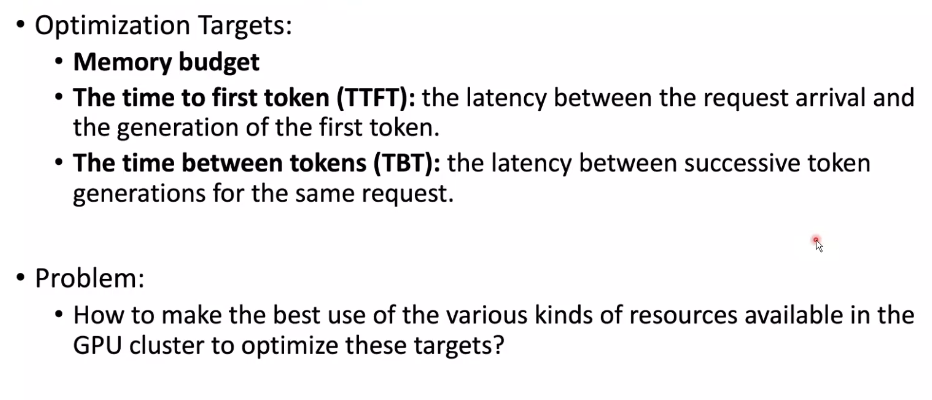 • Optimization Targets:
• Memory budget
• The time to first token (TTFT): the latency between the request arrival and
the generation of the first token.
• The time between tokens (TBT): the latency between successive token
generations for the same request.
• Problem:
• How to make the best use of the various kinds of resources available in the
GPU cluster to optimize these targets?